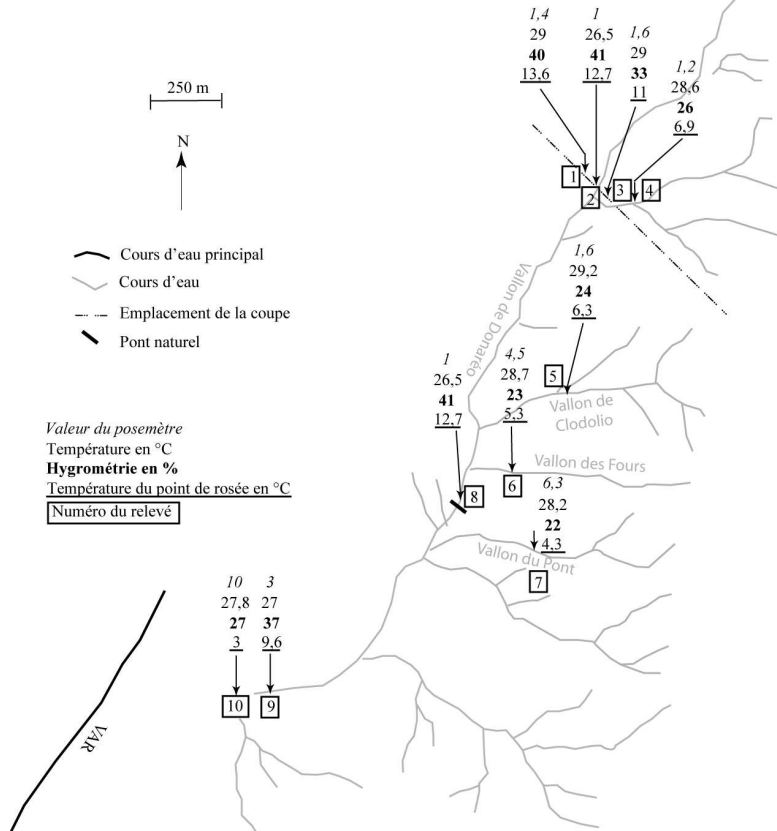 1,4
29
40
13,6
1
26,5
41
12,7
1,6
29
33
11
1,2
28,6
26
6,9
250 m
N
1
2
3
4
Cours d'eau principal
Cours d'eau
Emplacement de la coupe
Pont naturel
Vallon de Donaréo
1,6
29,2
24
6,3
5
Vallon de
Clodolio
1
26,5
41
12,7
8
4,5
28,7
23
5,3
6
Vallon des Fours
6,3
28,2
22
4,3
Vallon du Pont
7
Valeur du posemètre
Température en °C
Hygrométrie en %
Température du point de rosée en °C
Numéro du relevé
10
27,8
27
3
10
3
27
37
9,6
9
VAR